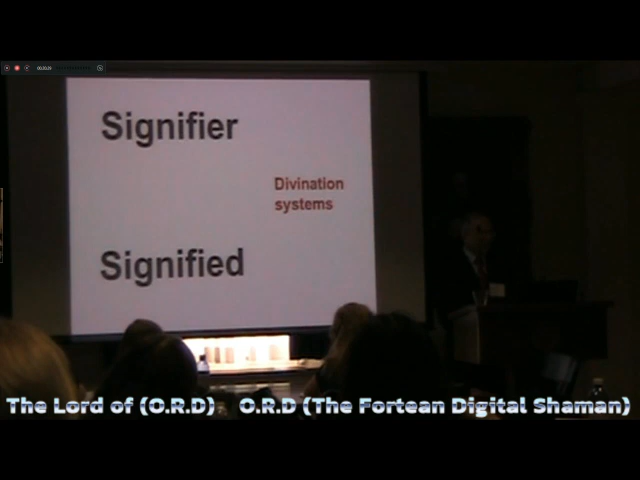 Signifier
Divination
systems
Signified
The Lord of (O.R.D) O.R.D (The Fortean Digital Shaman)